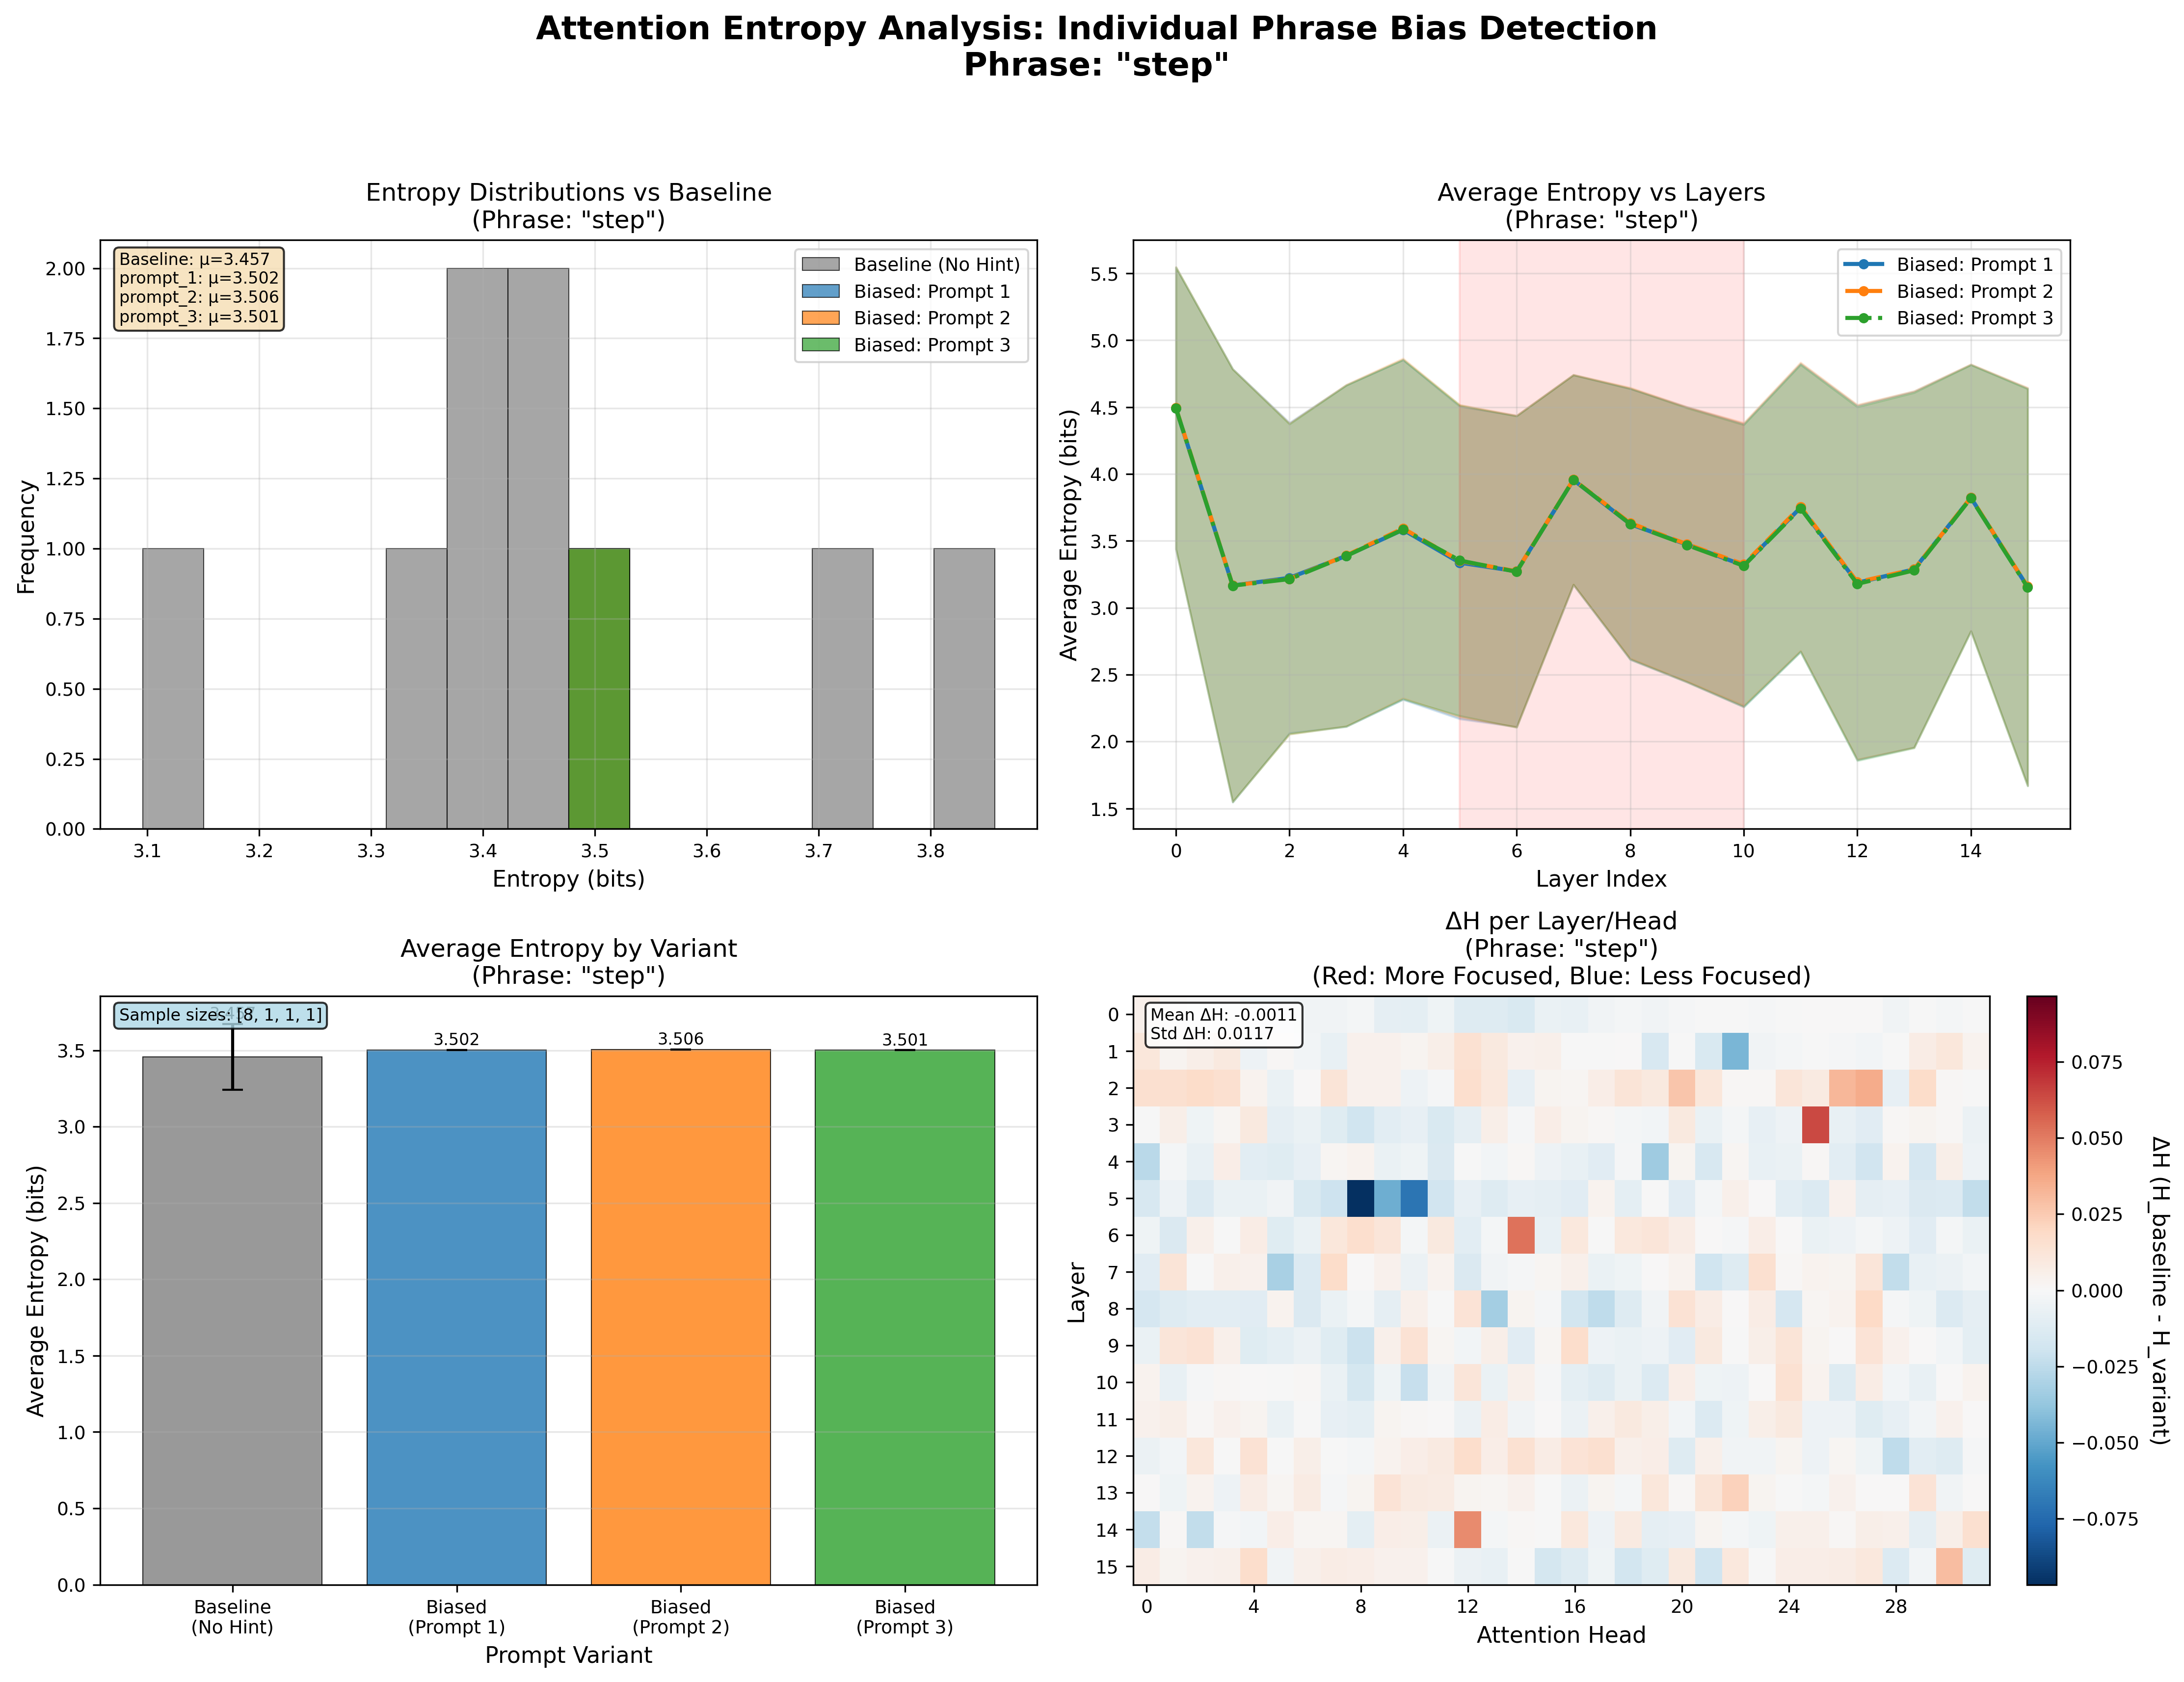 Attention Entropy Analysis: Individual Phrase Bias Detection
Phrase: "step"
Entropy Distributions vs Baseline
(Phrase: "step")
Baseline: μ=3.457
prompt_1: μ=3.502
prompt_2: μ=3.506
prompt_3: μ=3.501
Baseline (No Hint)
Biased: Prompt 1
Biased: Prompt 2
Biased: Prompt 3
Frequency
2.00
1.75
1.50
1.25
1.00
0.75
0.50
0.25
0.00
3.1 3.2 3.3 3.4 3.5 3.6 3.7 3.8
Entropy (bits)
Average Entropy vs Layers
(Phrase: "step")
Biased: Prompt 1
Biased: Prompt 2
Biased: Prompt 3
Average Entropy (bits)
5.5
5.0
4.5
4.0
3.5
3.0
2.5
2.0
1.5
0 2 4 6 8 10 12 14
Layer Index
Average Entropy by Variant
(Phrase: "step")
Sample sizes: [8, 1, 1, 1]
3.502 3.506 3.501
Average Entropy (bits)
3.5
3.0
2.5
2.0
1.5
1.0
0.5
0.0
Baseline Biased Biased Biased
(No Hint) (Prompt 1) (Prompt 2) (Prompt 3)
Prompt Variant
ΔH per Layer/Head
(Phrase: "step")
(Red: More Focused, Blue: Less Focused)
Mean ΔH: -0.0011
Std ΔH: 0.0117
Layer
0
1
2
3
4
5
6
7
8
9
10
11
12
13
14
15
0 4 8 12 16 20 24 28
Attention Head
0.075
0.050
0.025
0.000
−0.025
−0.050
−0.075
ΔH (H_baseline - H_variant)